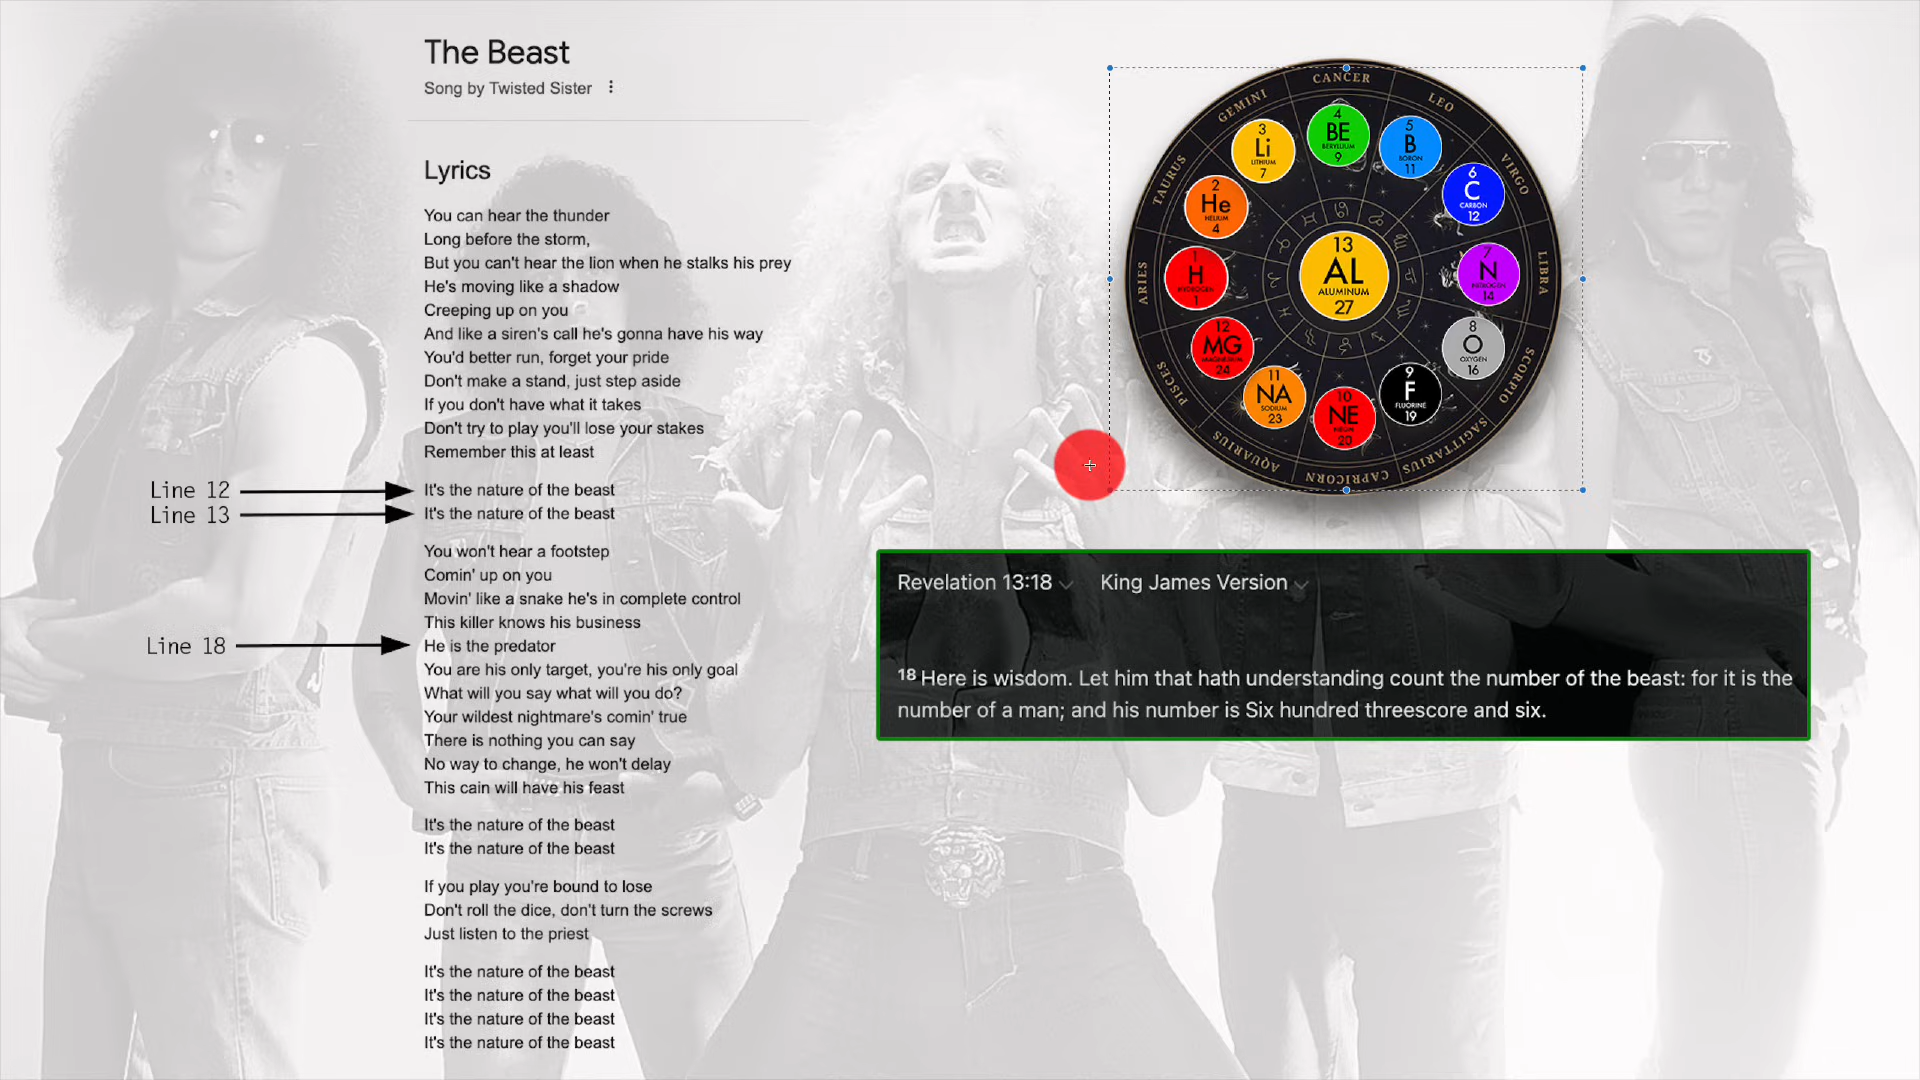 The Beast
Song by Twisted Sister
Lyrics
You can hear the thunder
Long before the storm,
But you can't hear the lion when he stalks his prey
He's moving like a shadow
Creeping up on you
And like a siren's call he's gonna have his way
You'd better run, forget your pride
Don't make a stand, just step aside
If you don't have what it takes
Don't try to play you'll lose your stakes
Remember this at least
Line 12
It's the nature of the beast
Line 13
It's the nature of the beast
You won't hear a footstep
Comin' up on you
Movin' like a snake he's in complete control
This killer knows his business
Line 18
He is the predator
You are his only target, you're his only goal
What will you say what will you do?
Your wildest nightmare's comin' true
There is nothing you can say
No way to change, he won't delay
This cain will have his feast
It's the nature of the beast
It's the nature of the beast
If you play you're bound to lose
Don't roll the dice, don't turn the screws
Just listen to the priest
It's the nature of the beast
It's the nature of the beast
It's the nature of the beast
It's the nature of the beast
CANCER
LEO
VIRGO
LIBRA
SCORPIO
SAGITTARIUS
CAPRICORN
AQUARIUS
PISCES
ARIES
TAURUS
GEMINI
4
BE
BERYLLIUM
9
5
B
BORON
11
6
C
CARBON
12
7
N
NITROGEN
14
8
O
OXYGEN
16
9
F
FLUORINE
19
10
NE
NEON
20
11
NA
SODIUM
23
12
MG
MAGNESIUM
24
1
H
HYDROGEN
1
2
He
HELIUM
4
3
Li
LITHIUM
7
13
AL
ALUMINUM
27
Revelation 13:18 King James Version
18 Here is wisdom. Let him that hath understanding count the number of the beast: for it is the
number of a man; and his number is Six hundred threescore and six.